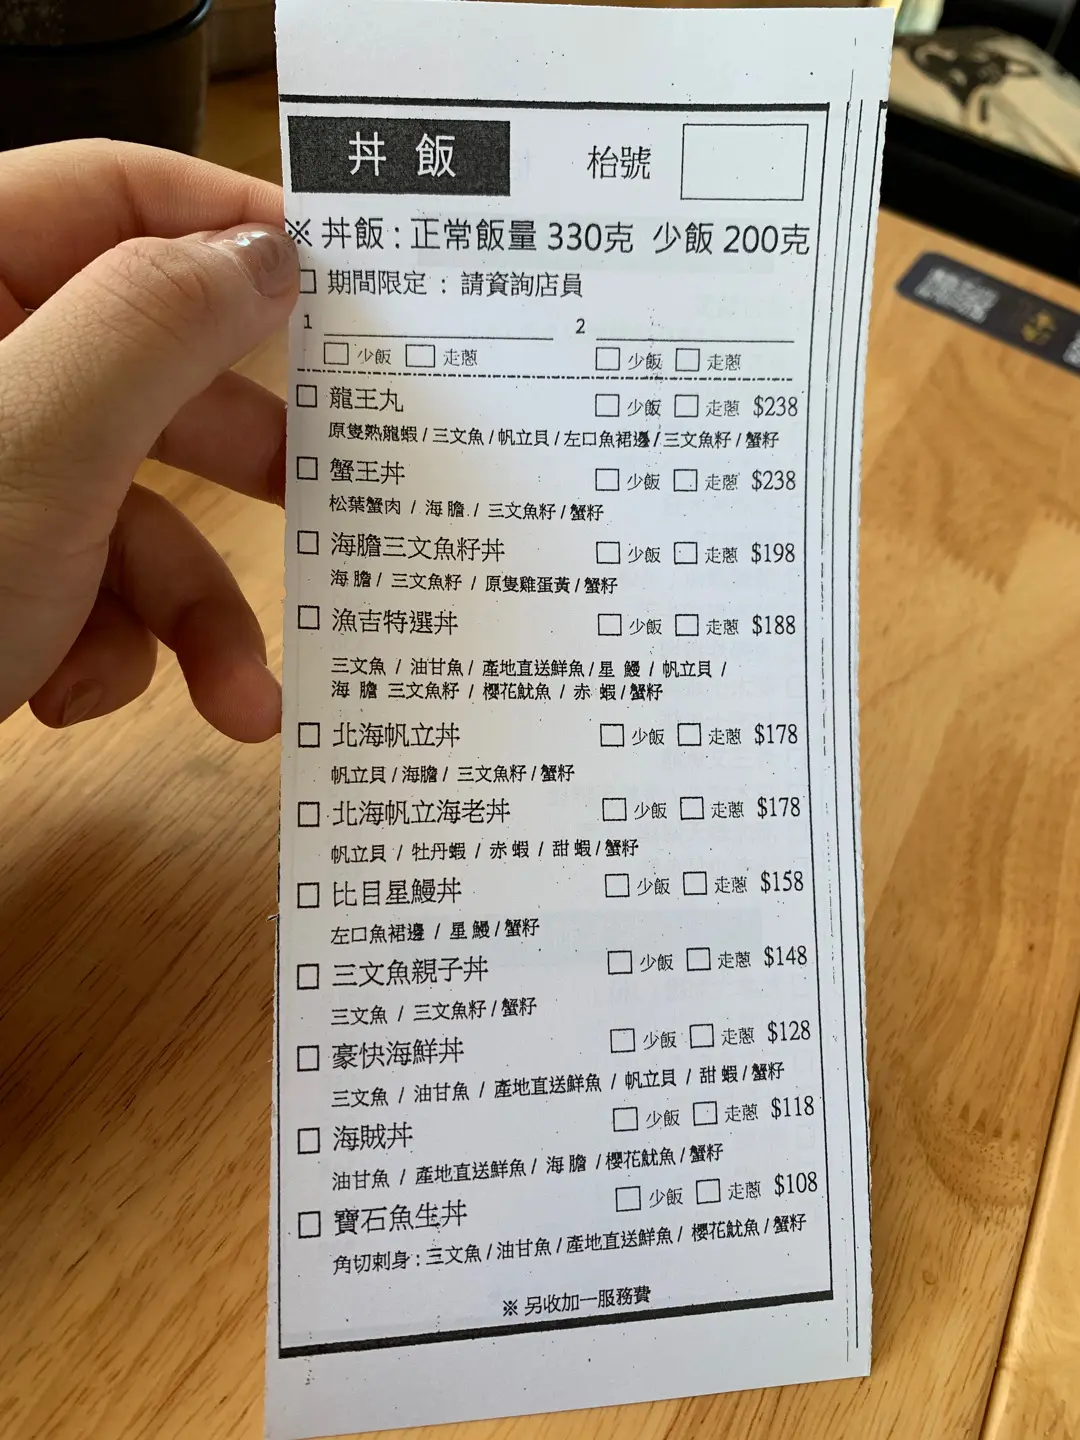 丼飯 枱號
※ 丼飯 : 正常飯量 330克 少飯 200克
□ 期間限定 : 請資詢店員
1 2
□ 少飯 □ 走蔥 □ 少飯 □ 走蔥
□ 龍王丸 □ 少飯 □ 走蔥 $238
原隻熟龍蝦 / 三文魚 / 帆立貝 / 左口魚裙邊 / 三文魚籽 / 蟹籽
□ 蟹王丼 □ 少飯 □ 走蔥 $238
松葉蟹肉 / 海膽 / 三文魚籽 / 蟹籽
□ 海膽三文魚籽丼 □ 少飯 □ 走蔥 $198
海膽 / 三文魚籽 / 原隻雞蛋黃 / 蟹籽
□ 漁吉特選丼 □ 少飯 □ 走蔥 $188
三文魚 / 油甘魚 / 產地直送鮮魚 / 星鰻 / 帆立貝 /
海膽 三文魚籽 / 櫻花魷魚 / 赤蝦 / 蟹籽
□ 北海帆立丼 □ 少飯 □ 走蔥 $178
帆立貝 / 海膽 / 三文魚籽 / 蟹籽
□ 北海帆立海老丼 □ 少飯 □ 走蔥 $178
帆立貝 / 牡丹蝦 / 赤蝦 / 甜蝦 / 蟹籽
□ 比目星鰻丼 □ 少飯 □ 走蔥 $158
左口魚裙邊 / 星鰻 / 蟹籽
□ 三文魚親子丼 □ 少飯 □ 走蔥 $148
三文魚 / 三文魚籽 / 蟹籽
□ 豪快海鮮丼 □ 少飯 □ 走蔥 $128
三文魚 / 油甘魚 / 產地直送鮮魚 / 帆立貝 / 甜蝦 / 蟹籽
□ 海賊丼 □ 少飯 □ 走蔥 $118
油甘魚 / 產地直送鮮魚 / 海膽 / 櫻花魷魚 / 蟹籽
□ 寶石魚生丼 □ 少飯 □ 走蔥 $108
角切刺身 : 三文魚 / 油甘魚 / 產地直送鮮魚 / 櫻花魷魚 / 蟹籽
※ 另收加一服務費